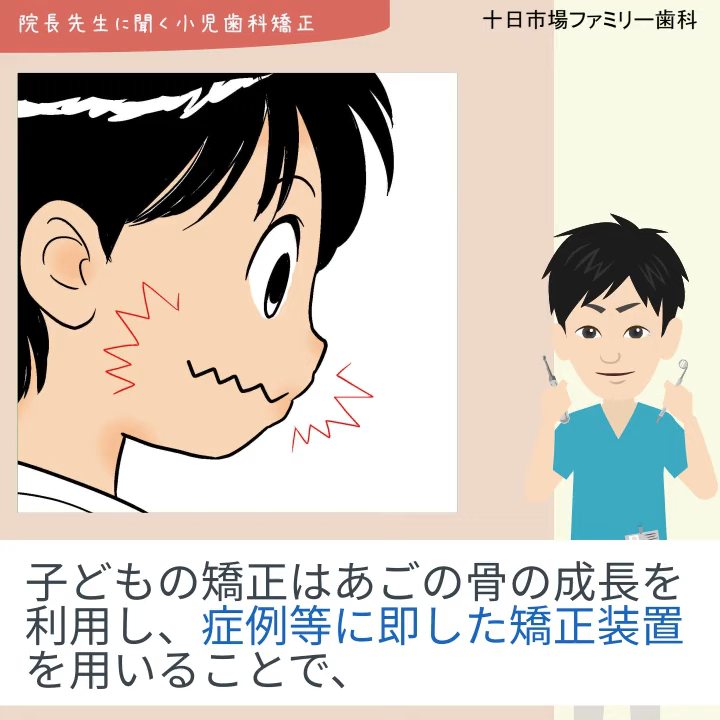 院長先生に聞く小児歯科矯正
十日市場ファミリー歯科
子どもの矯正はあごの骨の成長を
利用し、症例等に即した矯正装置
を用いることで、